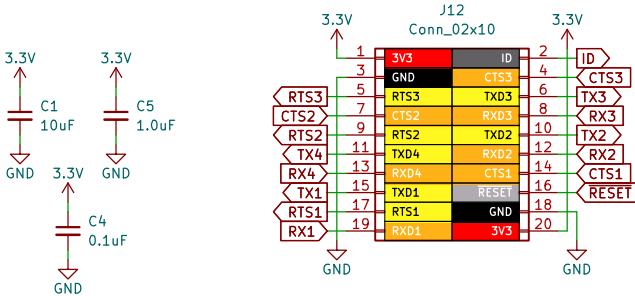 J12
Conn_02x10
3.3V
3.3V
1 3V3 ID 2 ID
3 GND CTS3 4 CTS3
RTS3 5 RTS3 TXD3 6 TX3
CTS2 7 CTS2 RXD3 8 RX3
RTS2 9 RTS2 TXD2 10 TX2
TX4 11 TXD4 RXD2 12 RX2
RX4 13 RXD4 CTS1 14 CTS1
TX1 15 TXD1 RESET 16 RESET
RTS1 17 RTS1 GND 18
RX1 19 RXD1 3V3 20
GND
GND
3.3V
C1
10uF
GND
3.3V
C5
1.0uF
GND
3.3V
C4
0.1uF
GND